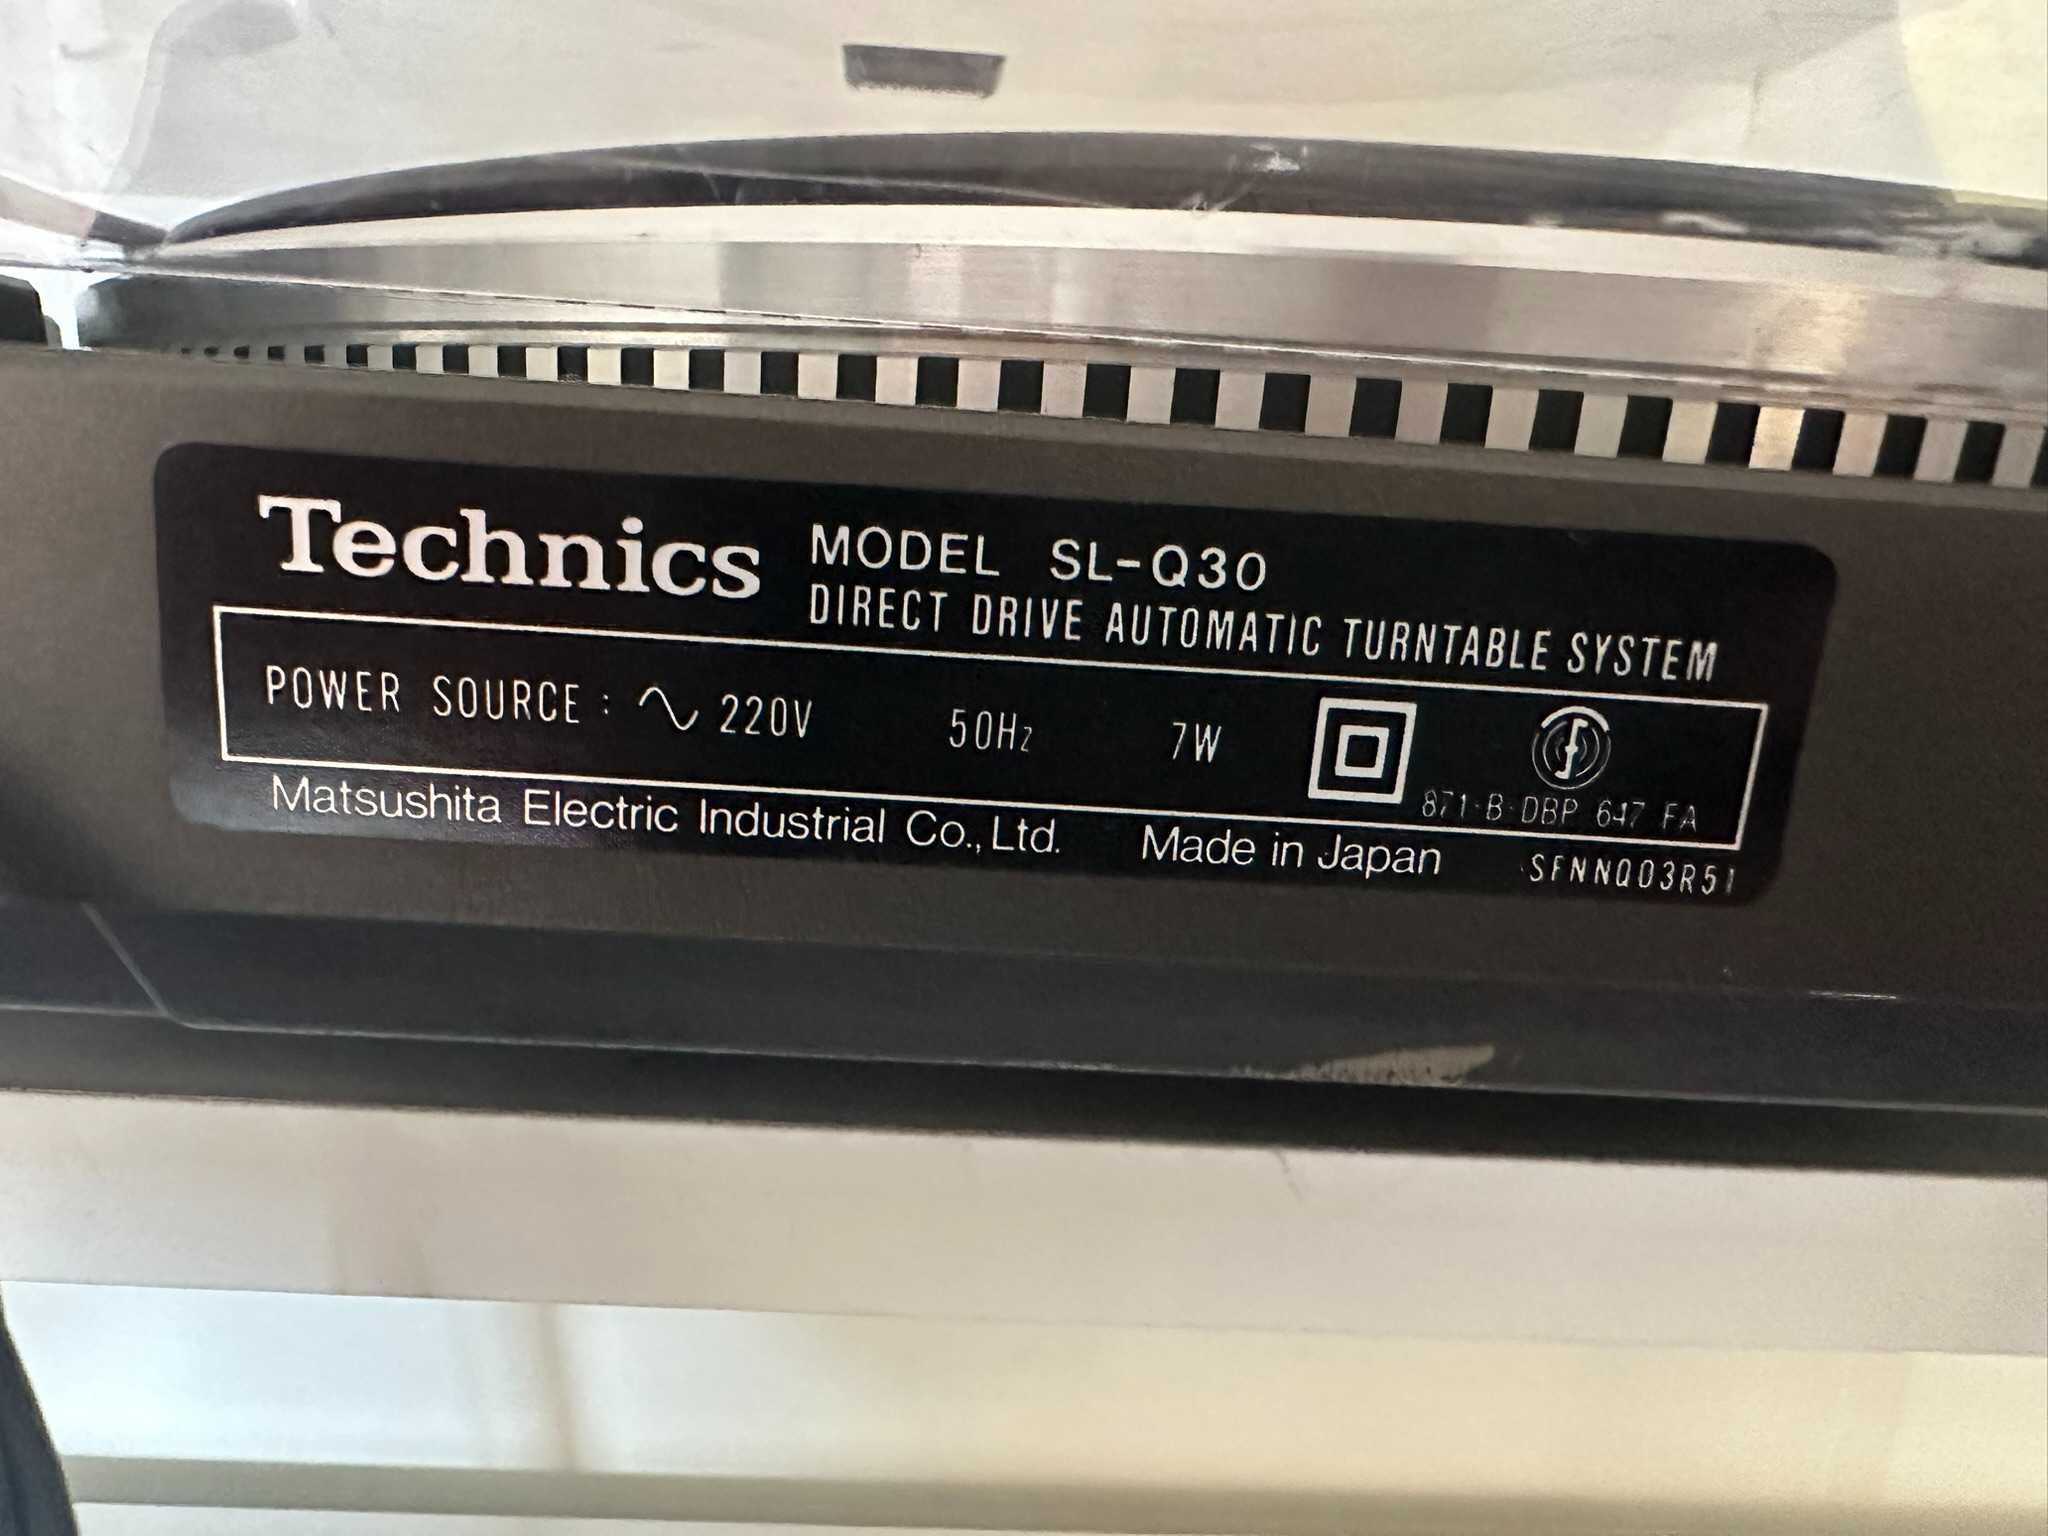 Technics MODEL SL-Q30
DIRECT DRIVE AUTOMATIC TURNTABLE SYSTEM
POWER SOURCE : ∿ 220V 50Hz 7W
871-B-DBP 647 FA
Matsushita Electric Industrial Co., Ltd. Made in Japan SFNNQ03R51